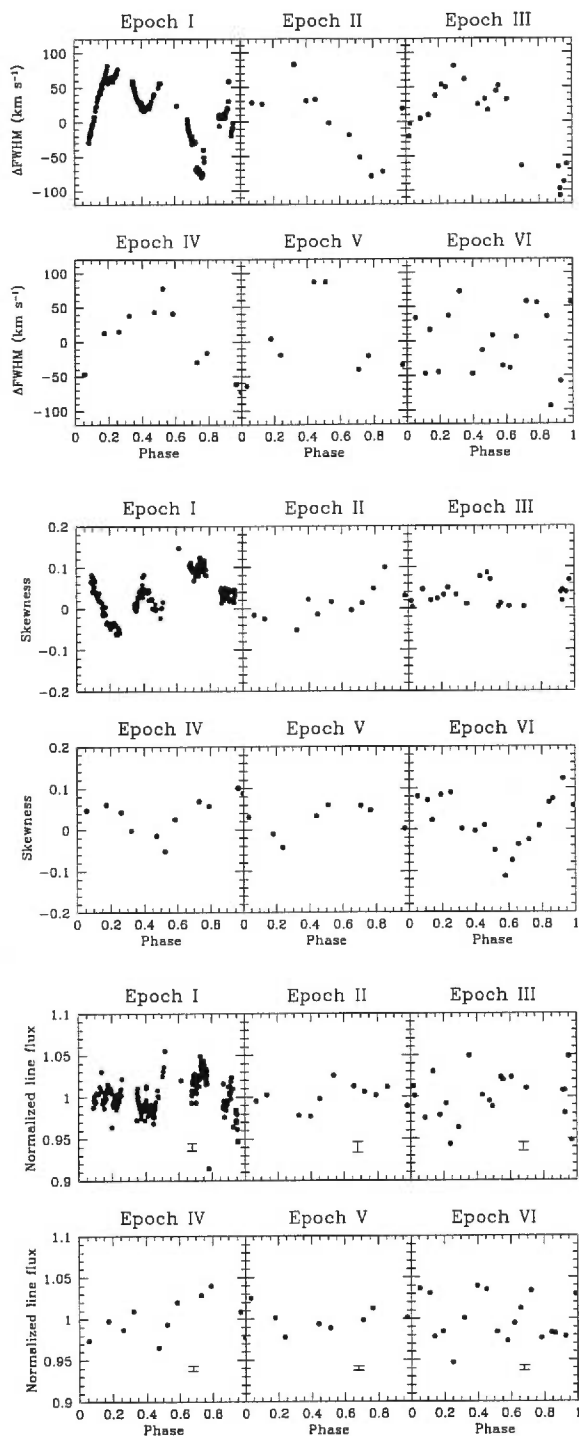 Epoch I Epoch II Epoch III
ΔFWHM (km s⁻¹)
100
50
0
−50
−100
Epoch IV Epoch V Epoch VI
ΔFWHM (km s⁻¹)
100
50
0
−50
−100
0 0.2 0.4 0.6 0.8 0 0.2 0.4 0.6 0.8 0 0.2 0.4 0.6 0.8 1
Phase Phase Phase
Epoch I Epoch II Epoch III
Skewness
0.2
0.1
0
−0.1
−0.2
Epoch IV Epoch V Epoch VI
Skewness
0.2
0.1
0
−0.1
−0.2
0 0.2 0.4 0.6 0.8 0 0.2 0.4 0.6 0.8 0 0.2 0.4 0.6 0.8 1
Phase Phase Phase
Epoch I Epoch II Epoch III
Normalized line flux
1.1
1.05
1
0.95
0.9
Epoch IV Epoch V Epoch VI
Normalized line flux
1.1
1.05
1
0.95
0.9
0 0.2 0.4 0.6 0.8 0 0.2 0.4 0.6 0.8 0 0.2 0.4 0.6 0.8 1
Phase Phase Phase